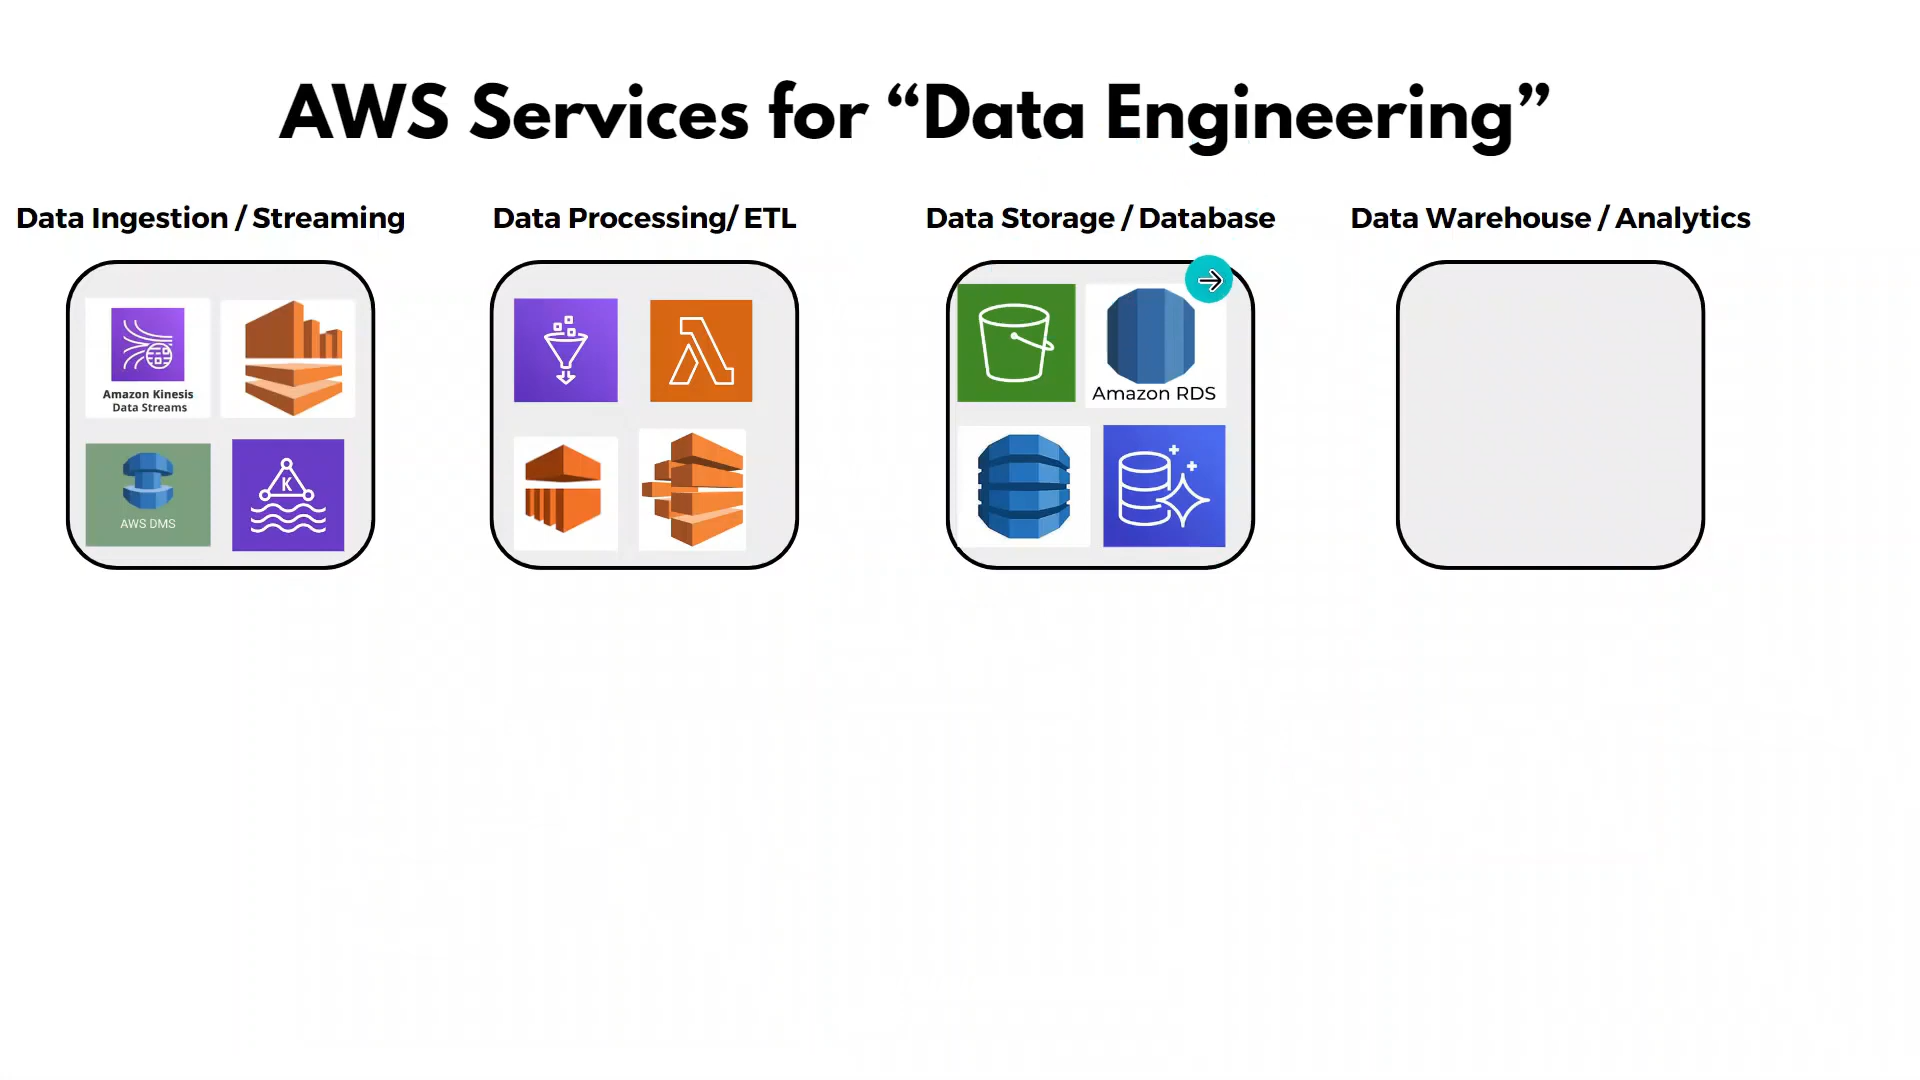 AWS Services for “Data Engineering”
Data Ingestion / Streaming
Data Processing/ ETL
Data Storage / Database
Data Warehouse / Analytics
Amazon Kinesis
Data Streams
AWS DMS
K
Amazon RDS